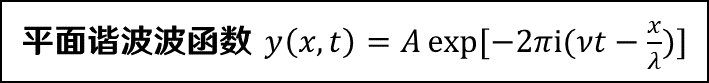 平面谐波波函数 y(x, t) = A exp[−2πi(νt − x/λ)]